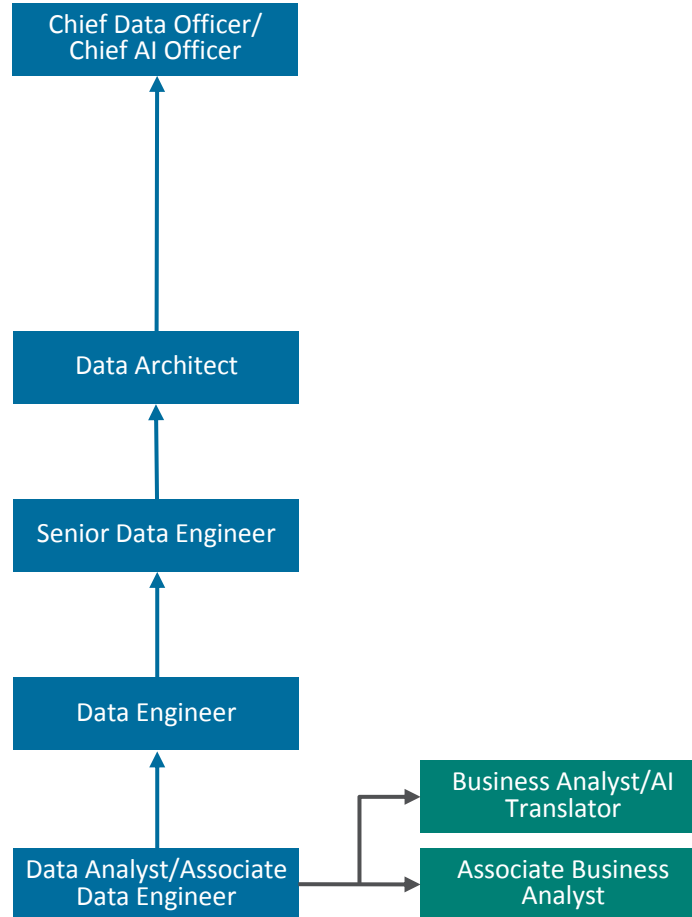 Chief Data Officer/
Chief AI Officer
Data Architect
Senior Data Engineer
Data Engineer
Business Analyst/AI
Translator
Data Analyst/Associate
Data Engineer
Associate Business
Analyst